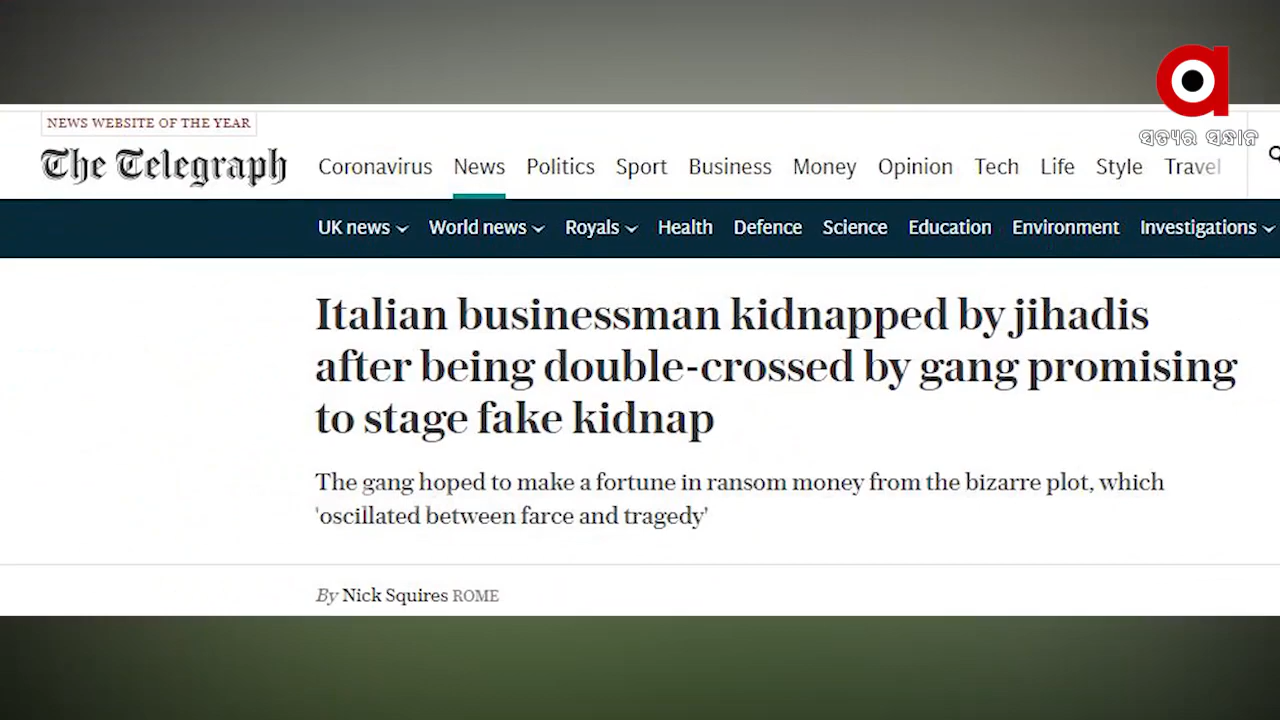 ସତ୍ୟର ସନ୍ଧାନ
NEWS WEBSITE OF THE YEAR
The Telegraph
Coronavirus News Politics Sport Business Money Opinion Tech Life Style Travel
UK news World news Royals Health Defence Science Education Environment Investigations
Italian businessman kidnapped by jihadis
after being double-crossed by gang promising
to stage fake kidnap
The gang hoped to make a fortune in ransom money from the bizarre plot, which
'oscillated between farce and tragedy'
By Nick Squires ROME